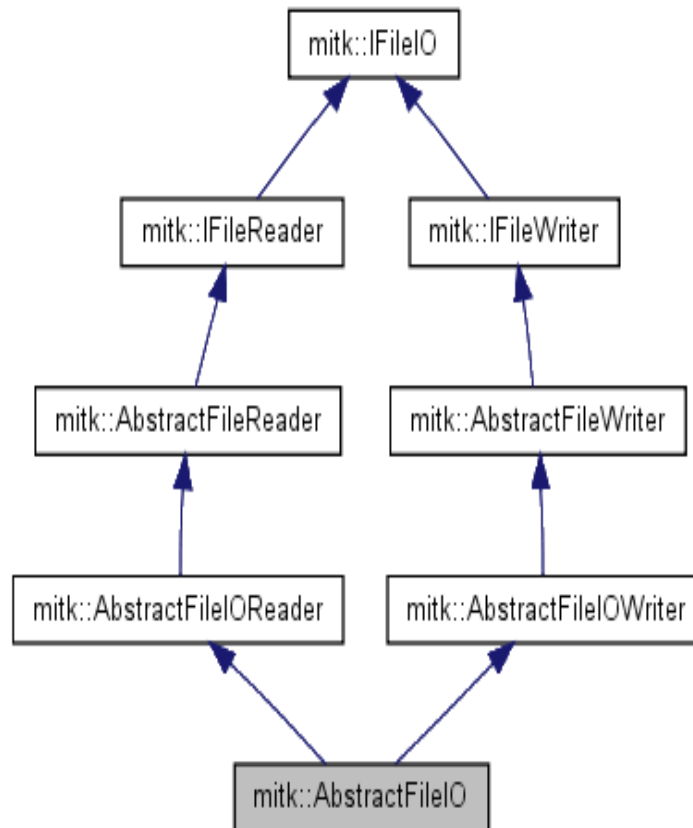 mitk::IFileIO
mitk::IFileReader
mitk::IFileWriter
mitk::AbstractFileReader
mitk::AbstractFileWriter
mitk::AbstractFileIOReader
mitk::AbstractFileIOWriter
mitk::AbstractFileIO